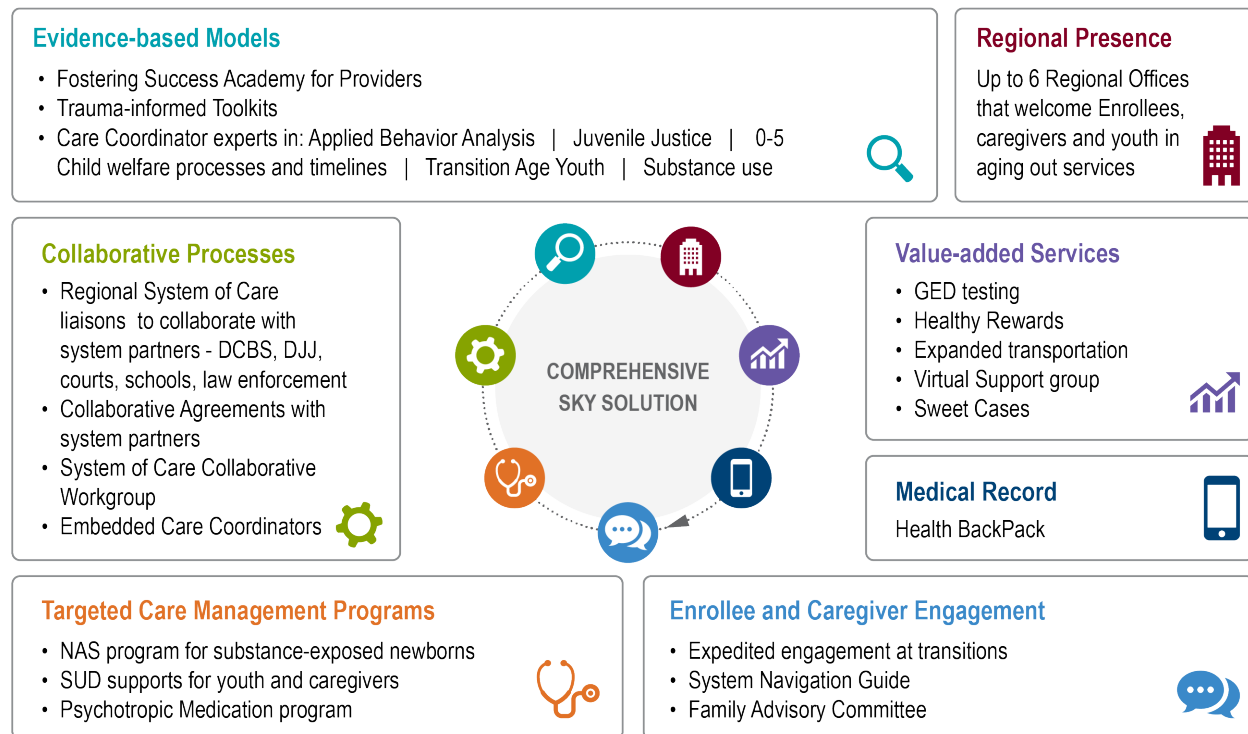 Evidence-based Models
• Fostering Success Academy for Providers
• Trauma-informed Toolkits
• Care Coordinator experts in: Applied Behavior Analysis | Juvenile Justice | 0-5
Child welfare processes and timelines | Transition Age Youth | Substance use
Regional Presence
Up to 6 Regional Offices
that welcome Enrollees,
caregivers and youth in
aging out services
Collaborative Processes
• Regional System of Care
liaisons to collaborate with
system partners - DCBS, DJJ,
courts, schools, law enforcement
• Collaborative Agreements with
system partners
• System of Care Collaborative
Workgroup
• Embedded Care Coordinators
COMPREHENSIVE
SKY SOLUTION
Value-added Services
• GED testing
• Healthy Rewards
• Expanded transportation
• Virtual Support group
• Sweet Cases
Medical Record
Health BackPack
Targeted Care Management Programs
• NAS program for substance-exposed newborns
• SUD supports for youth and caregivers
• Psychotropic Medication program
Enrollee and Caregiver Engagement
• Expedited engagement at transitions
• System Navigation Guide
• Family Advisory Committee